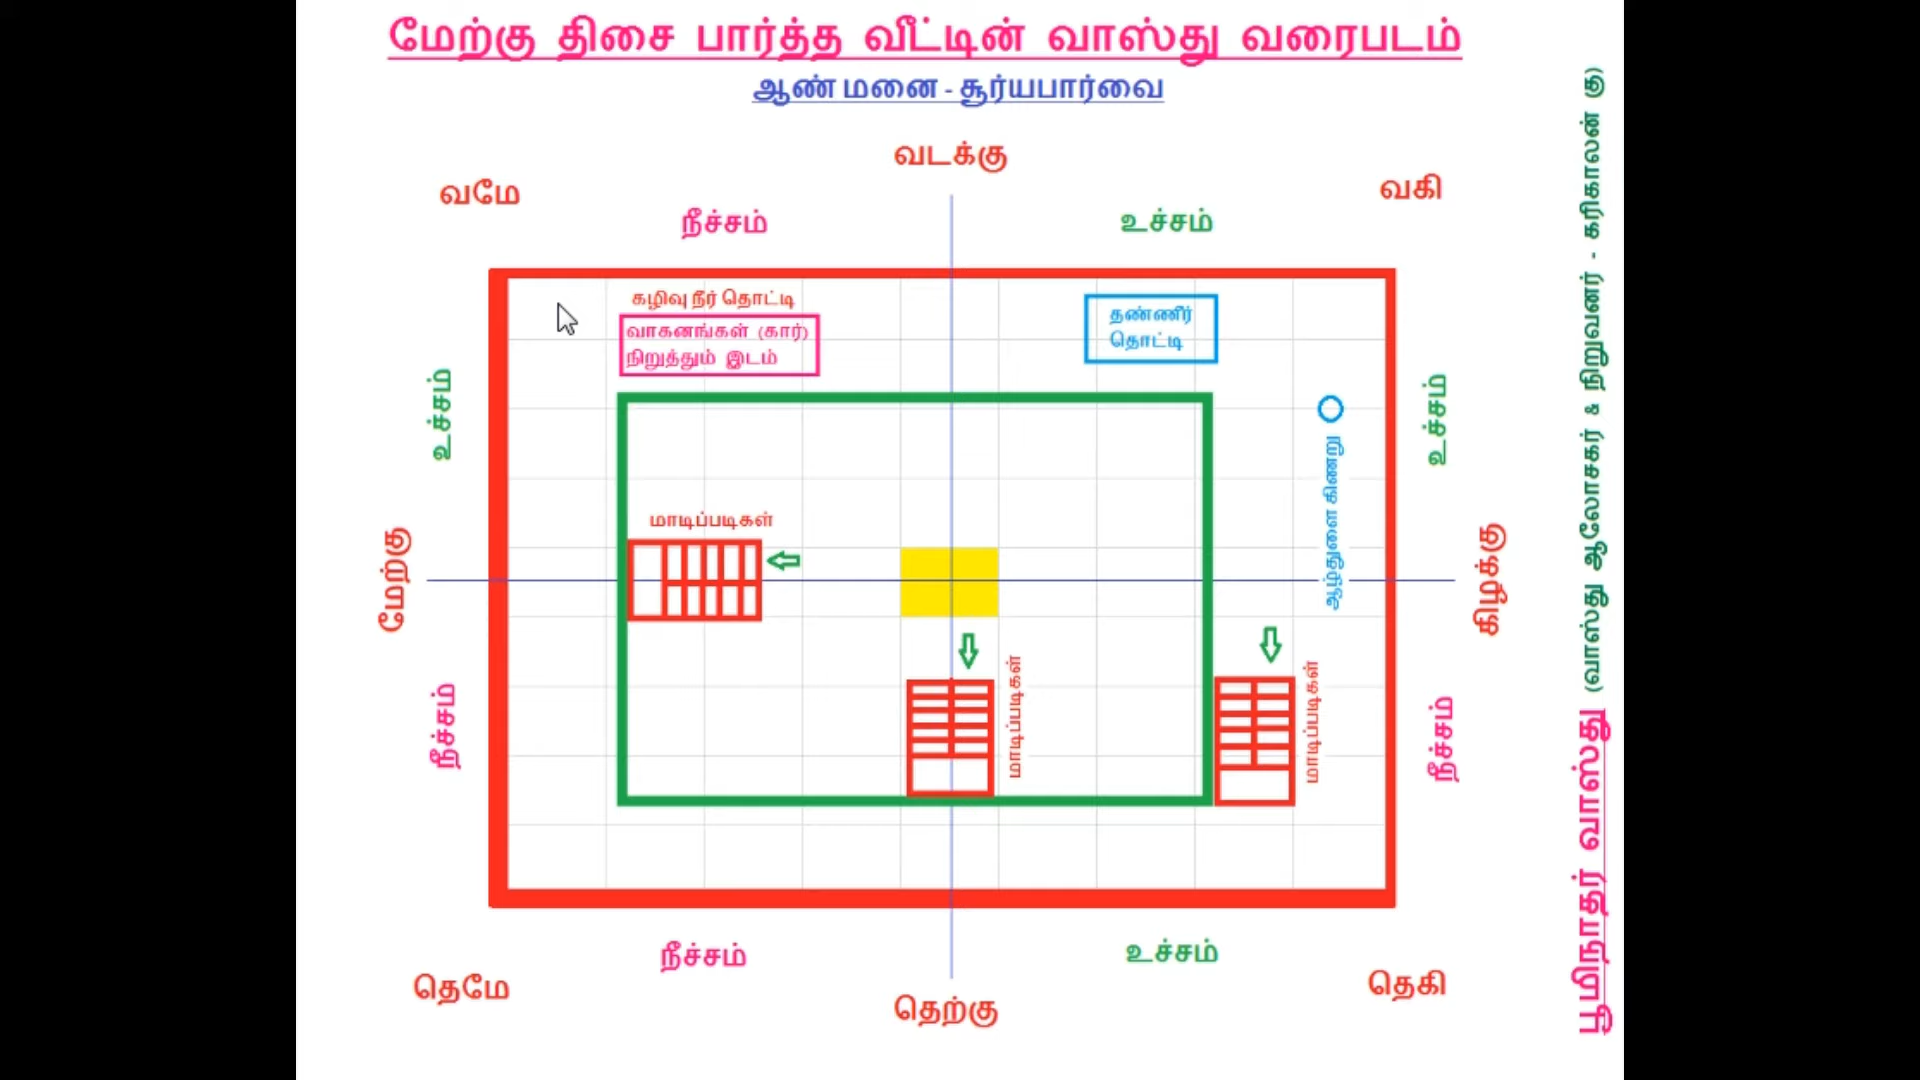 மேற்கு திசை பார்த்த வீட்டின் வாஸ்து வரைபடம்
ஆண் மனை - சூர்யபார்வை
வடக்கு
வமே
வகி
நீச்சம்
உச்சம்
கழிவு நீர் தொட்டி
வாகனங்கள் (கார்)
நிறுத்தும் இடம்
தண்ணீர்
தொட்டி
உச்சம்
உச்சம்
ஆழ்துளை கிணறு
மாடிப்படிகள்
மேற்கு
கிழக்கு
மாடிப்படிகள்
மாடிப்படிகள்
நீச்சம்
நீச்சம்
நீச்சம்
உச்சம்
தெமே
தெற்கு
தெகி
பூமிநாதர் வாஸ்து (வாஸ்து ஆலோசகர் & நிறுவனர் - கரிகாலன் கு)